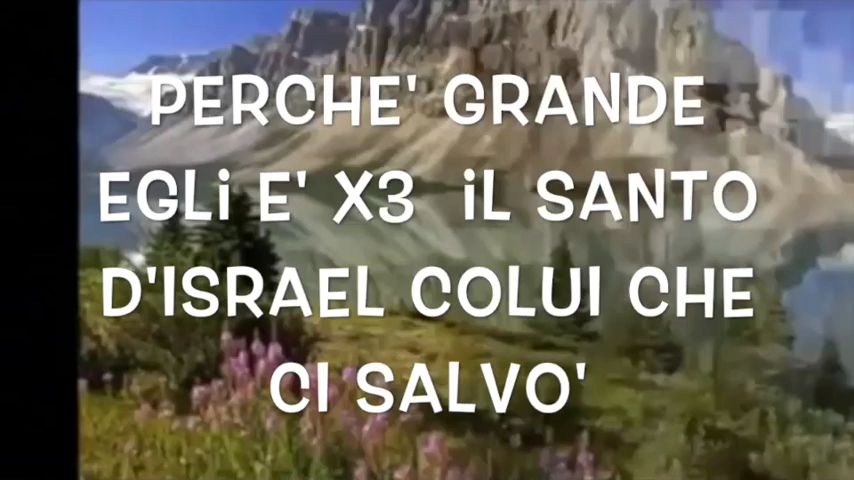 PERCHE' GRANDE
EGLi E' X3 iL SANTO
D'ISRAEL COLUI CHE
CI SALVO'